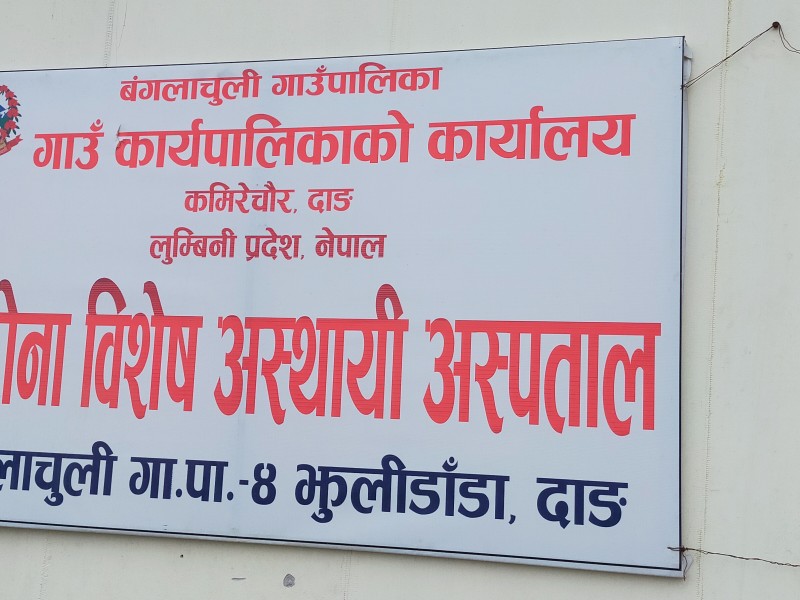 बंगलाचुली गाउँपालिका
गाउँ कार्यपालिकाको कार्यालय
कमिरेचौर, दाङ
लुम्बिनी प्रदेश, नेपाल
विशेष अस्थायी अस्पताल
गा.पा.-४ झुलीडाँडा, दाङ